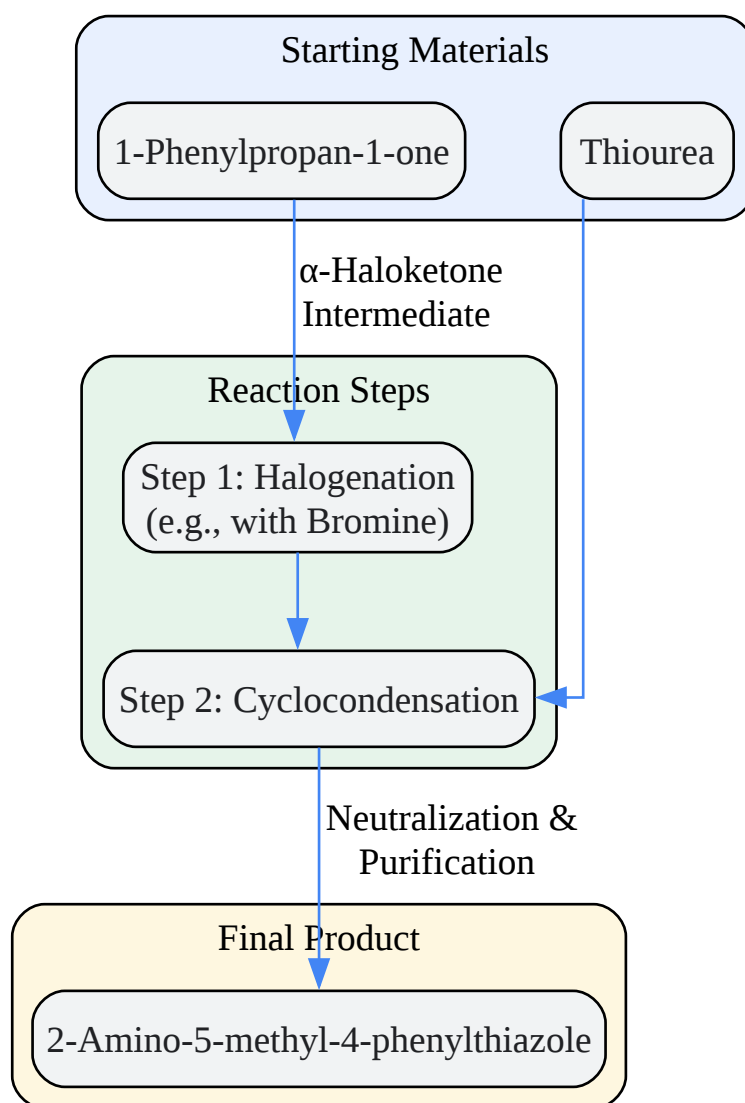 Starting Materials
1-Phenylpropan-1-one
Thiourea
α-Haloketone
Intermediate
Reaction Steps
Step 1: Halogenation
(e.g., with Bromine)
Step 2: Cyclocondensation
Neutralization &
Purification
Final Product
2-Amino-5-methyl-4-phenylthiazole